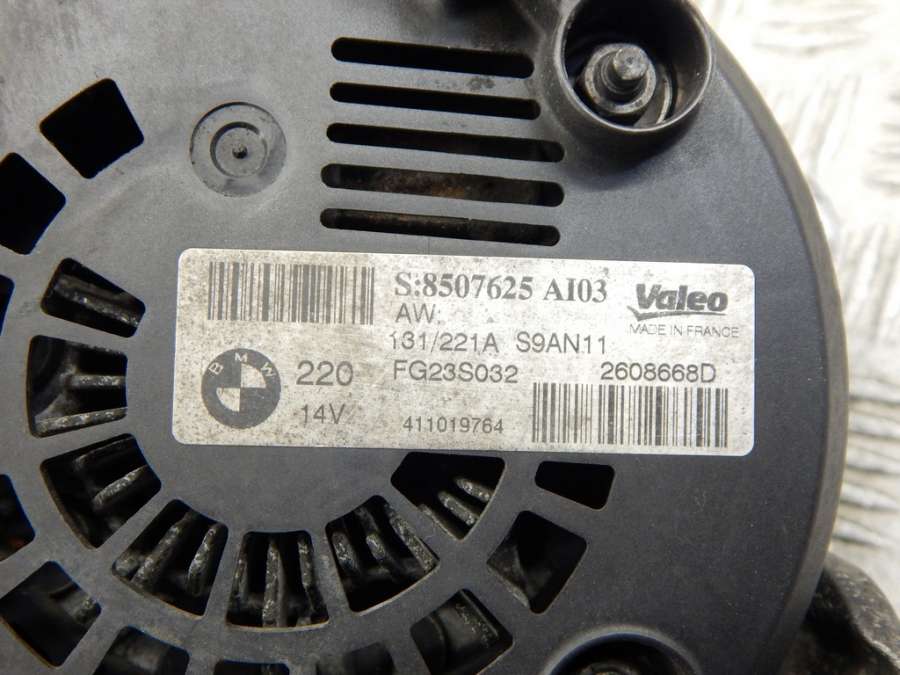 S:8507625 AI03
Valeo
AW:
MADE IN FRANCE
131/221A S9AN11
BMW
220
FG23S032
2608668D
14V
411019764